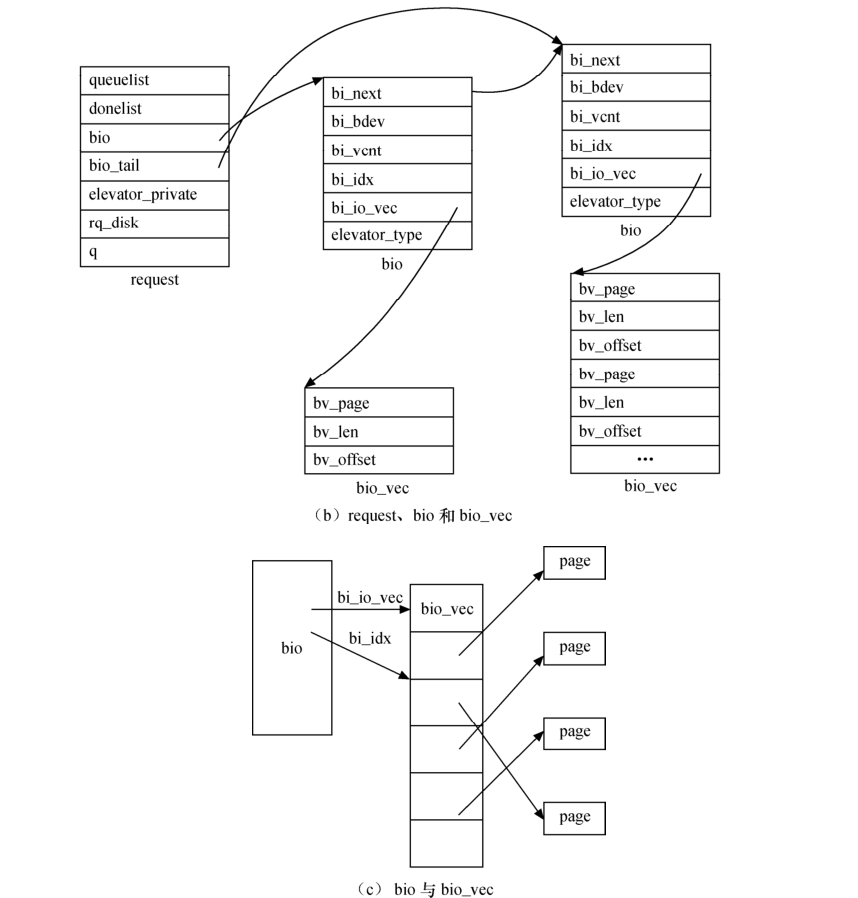 queuelist
donelist
bio
bio_tail
elevator_private
rq_disk
q
request
bi_next
bi_bdev
bi_vcnt
bi_idx
bi_io_vec
elevator_type
bio
bi_next
bi_bdev
bi_vcnt
bi_idx
bi_io_vec
elevator_type
bio
bv_page
bv_len
bv_offset
bio_vec
bv_page
bv_len
bv_offset
bv_page
bv_len
bv_offset
...
bio_vec
（b）request、bio 和 bio_vec
bio
bi_io_vec
bi_idx
bio_vec
page
page
page
page
（c） bio 与 bio_vec